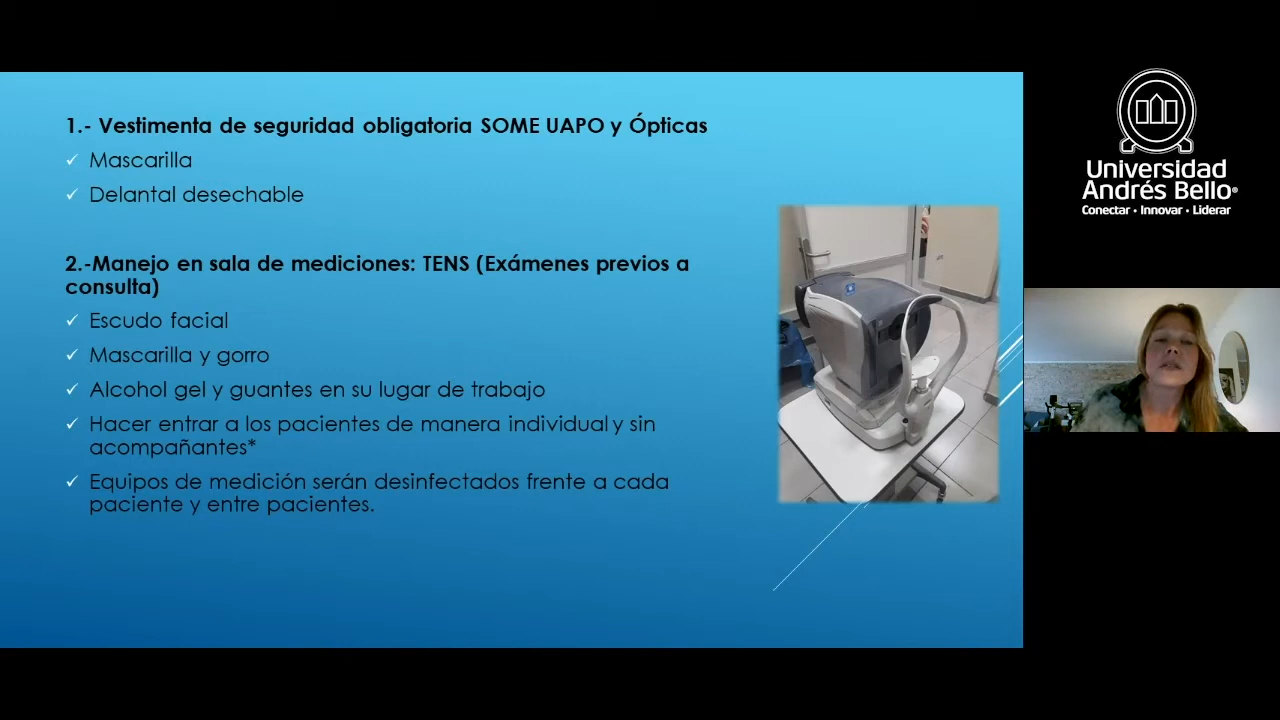 1.- Vestimenta de seguridad obligatoria SOME UAPO y Ópticas
Mascarilla
Delantal desechable
2.-Manejo en sala de mediciones: TENS (Exámenes previos a
consulta)
Escudo facial
Mascarilla y gorro
Alcohol gel y guantes en su lugar de trabajo
Hacer entrar a los pacientes de manera individual y sin
acompañantes*
Equipos de medición serán desinfectados frente a cada
paciente y entre pacientes.
Universidad
Andrés Bello®
Conectar • Innovar • Liderar